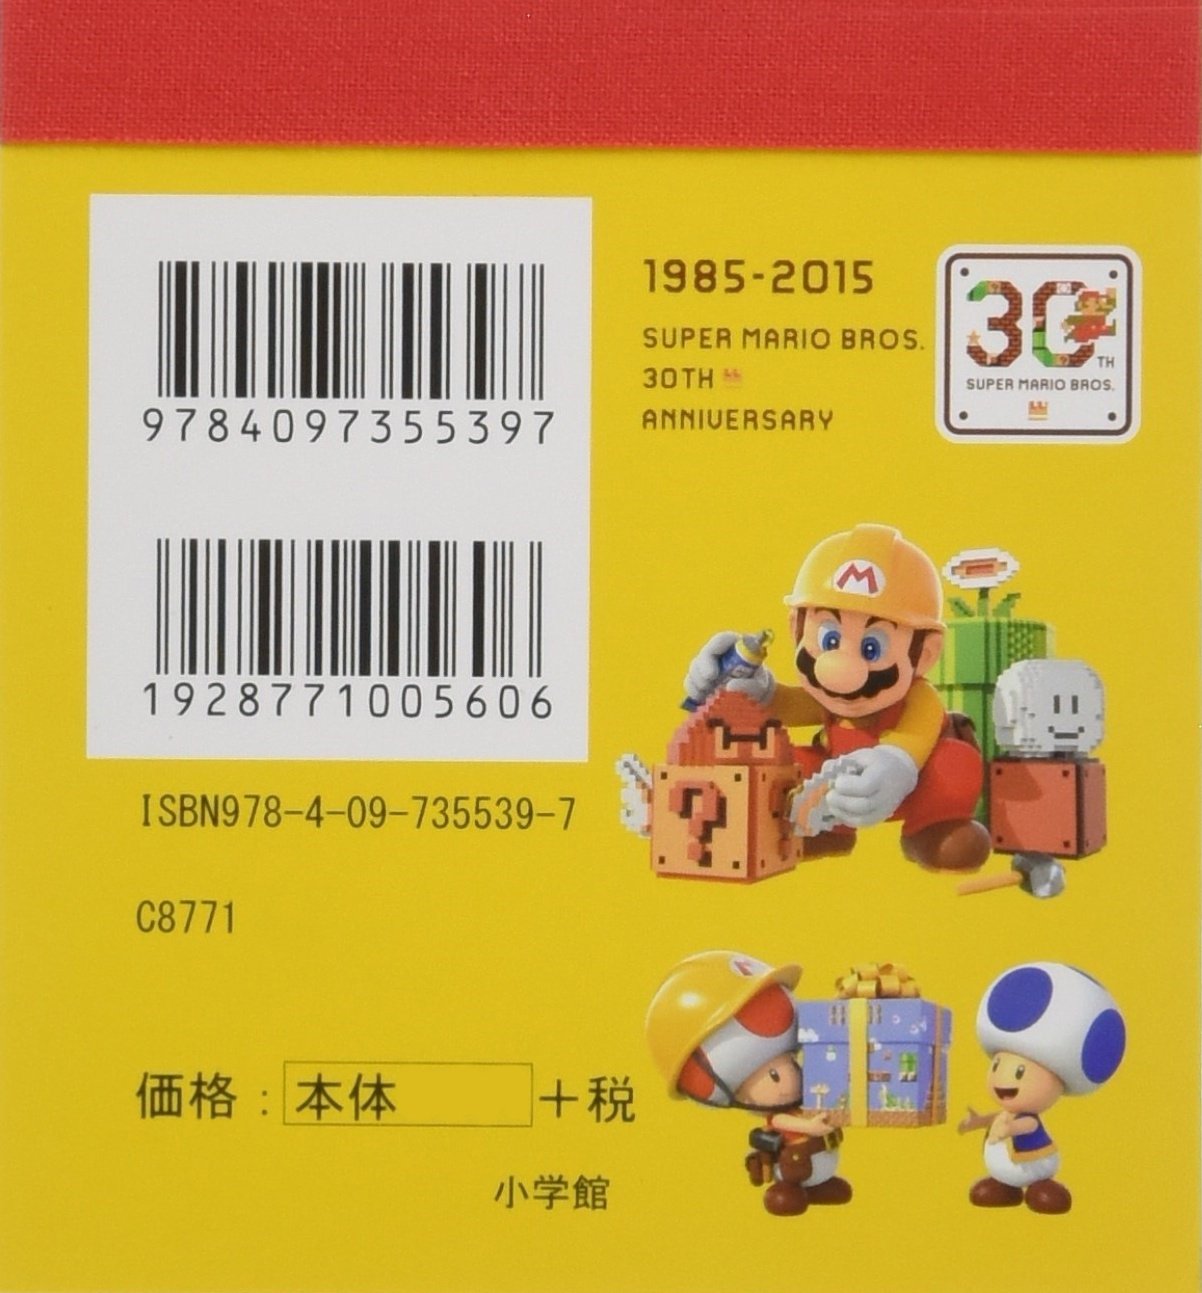 9784097355397
1928771005606
ISBN978-4-09-735539-7
C8771
価格:本体 +税
小学館
1985-2015
SUPER MARIO BROS.
30TH
ANNIVERSARY
30TH
SUPER MARIO BROS.
M
?
M